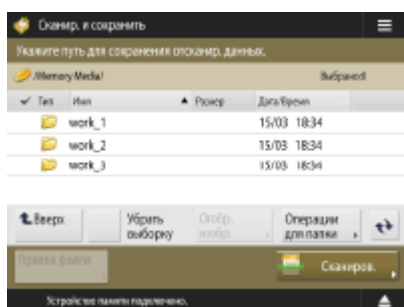 Сканир. и сохранить
Укажите путь для сохранения отсканир. данных.
/Memory Media/ Выбрано:0
Тип Имя Размер Дата/Время
work_1 15/03 18:34
work_2 15/03 18:34
work_3 15/03 18:34
Вверх Убрать выборку Отобр. изобр. Операции для папки
Правка файла Сканиров.
Устройство памяти подключено.